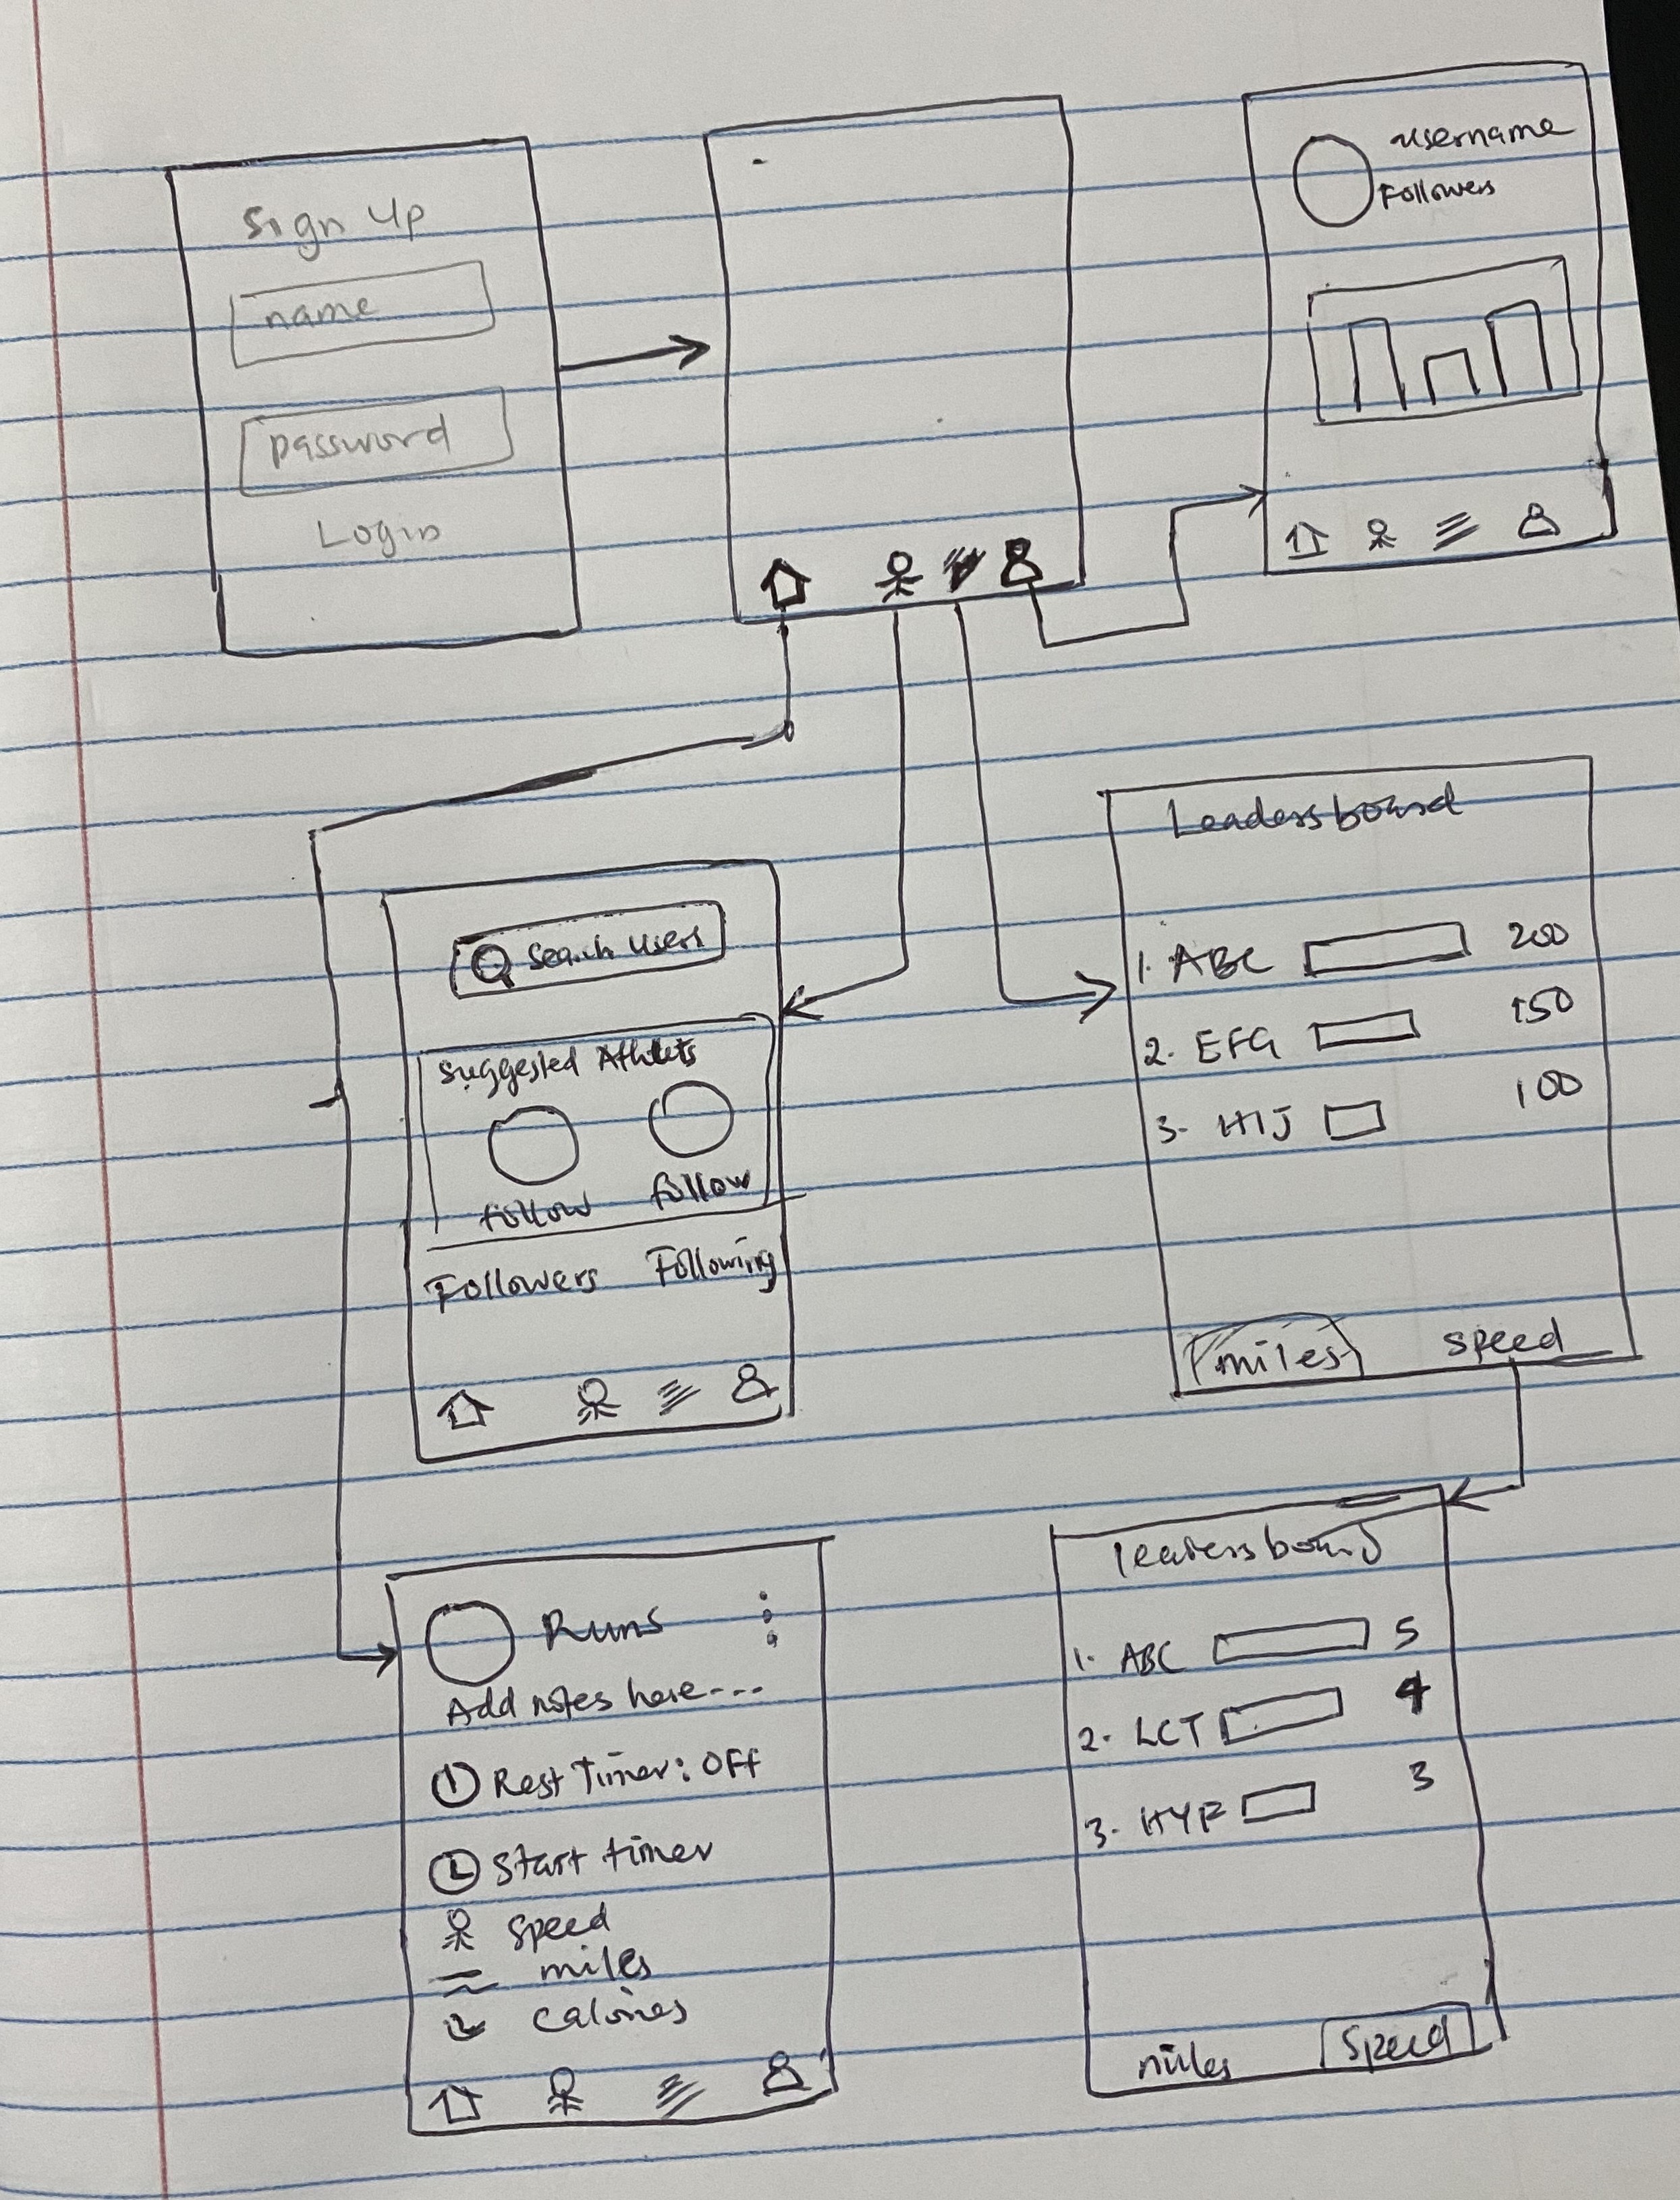 Sign Up
name
password
Login
username
Followers
Search Users
Suggested Athlets
follow follow
Followers Following
Leadersboard
1. ABC 200
2. EFG 150
3. HIJ 100
miles speed
Runs
Add notes here---
Rest Timer: OFF
Start timer
speed
miles
calories
leadersboard
1. ABC 5
2. LCT 4
3. HYF 3
miles Speed